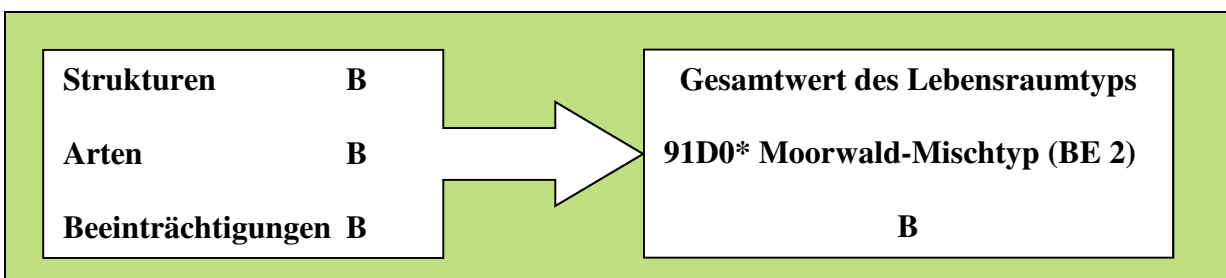 Strukturen B
Arten B
Beeinträchtigungen B
Gesamtwert des Lebensraumtyps
91D0* Moorwald-Mischtyp (BE 2)
B